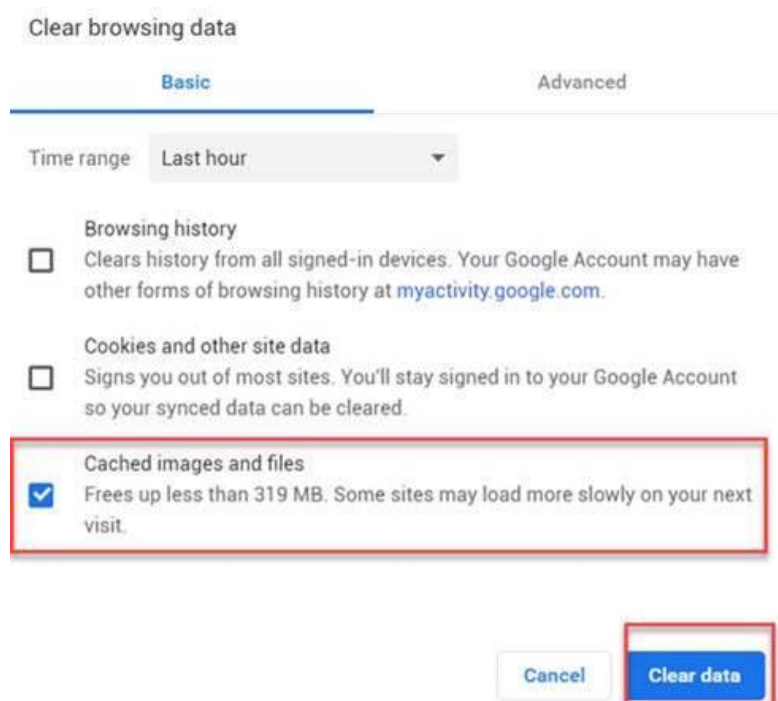 Clear browsing data
Basic
Advanced
Time range
Last hour
Browsing history
Clears history from all signed-in devices. Your Google Account may have
other forms of browsing history at myactivity.google.com.
Cookies and other site data
Signs you out of most sites. You'll stay signed in to your Google Account
so your synced data can be cleared.
Cached images and files
Frees up less than 319 MB. Some sites may load more slowly on your next
visit.
Cancel
Clear data